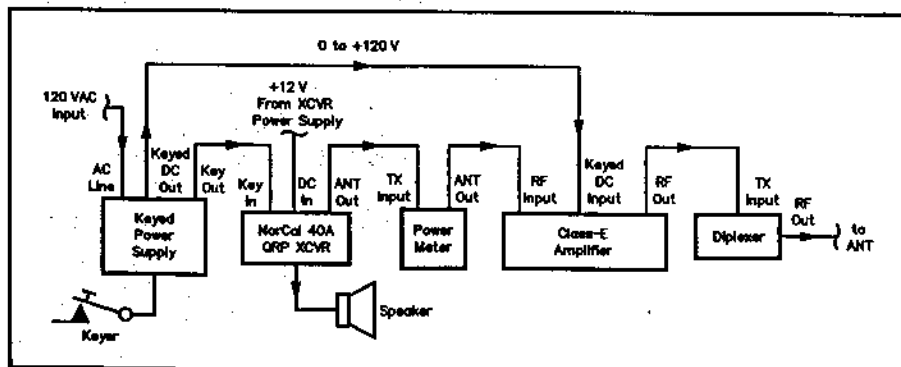 0 to +120 V
120 VAC
Input
+12 V
From XCVR
Power Supply
AC
Line
Keyed
DC
Out
Key
Out
Key
In
DC
In
ANT
Out
TX
Input
ANT
Out
RF
Input
Keyed
DC
Input
RF
Out
TX
Input
RF
Out
to
ANT
Keyed
Power
Supply
NorCal 40A
QRP XCVR
Power
Meter
Class-E
Amplifier
Diplexer
Speaker
Keyer